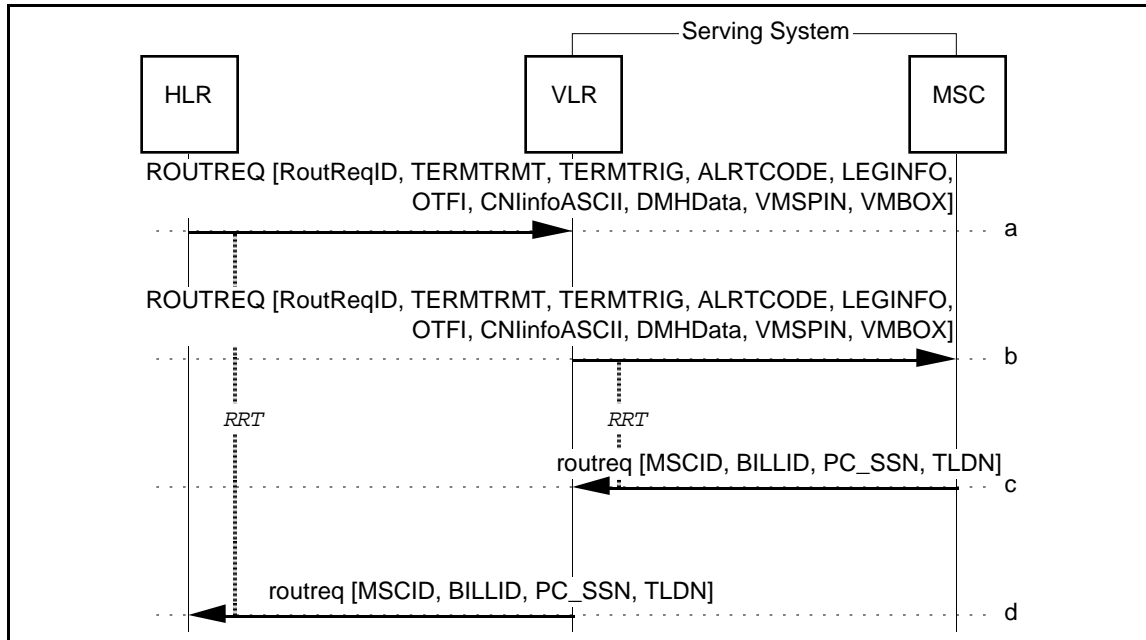 Serving System
HLR
VLR
MSC
ROUTREQ [RoutReqID, TERMTRMT, TERMTRIG, ALRTCODE, LEGINFO,
OTFI, CNIinfoASCII, DMHData, VMSPIN, VMBOX]
a
ROUTREQ [RoutReqID, TERMTRMT, TERMTRIG, ALRTCODE, LEGINFO,
OTFI, CNIinfoASCII, DMHData, VMSPIN, VMBOX]
b
RRT
RRT
routreq [MSCID, BILLID, PC_SSN, TLDN]
c
routreq [MSCID, BILLID, PC_SSN, TLDN]
d